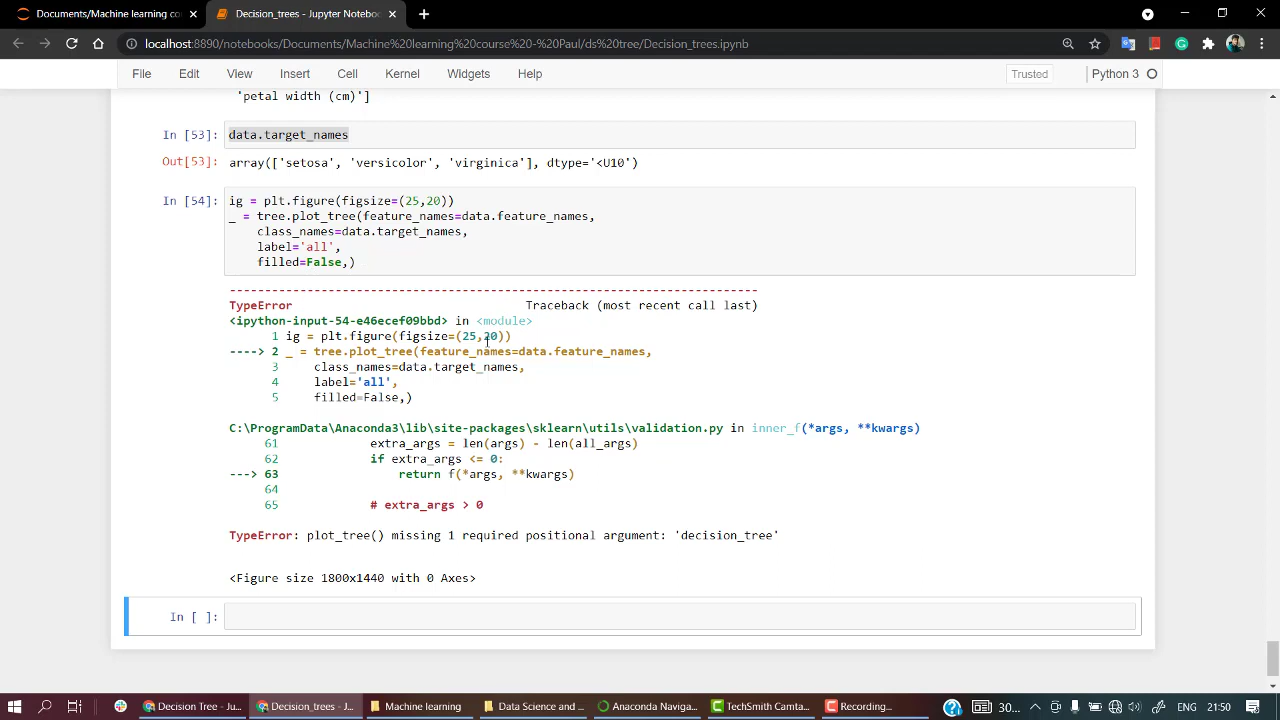 Documents/Machine learning co
Decision_trees - Jupyter Noteboo
localhost:8890/notebooks/Documents/Machine%20learning%20course%20-%20Paul/ds%20tree/Decision_trees.ipynb
File Edit View Insert Cell Kernel Widgets Help Trusted Python 3
'petal width (cm)']
In [53]: data.target_names
Out[53]: array(['setosa', 'versicolor', 'virginica'], dtype='<U10')
In [54]: ig = plt.figure(figsize=(25,20))
_ = tree.plot_tree(feature_names=data.feature_names,
class_names=data.target_names,
label='all',
filled=False,)
---------------------------------------------------------------------------
TypeError Traceback (most recent call last)
<ipython-input-54-e46ecef09bbd> in <module>
1 ig = plt.figure(figsize=(25,20))
----> 2 _ = tree.plot_tree(feature_names=data.feature_names,
3 class_names=data.target_names,
4 label='all',
5 filled=False,)
C:\ProgramData\Anaconda3\lib\site-packages\sklearn\utils\validation.py in inner_f(*args, **kwargs)
61 extra_args = len(args) - len(all_args)
62 if extra_args <= 0:
---> 63 return f(*args, **kwargs)
64
65 # extra_args > 0
TypeError: plot_tree() missing 1 required positional argument: 'decision_tree'
<Figure size 1800x1440 with 0 Axes>
In [ ]:
Decision Tree - Ju... Decision_trees - J... Machine learning Data Science and ... Anaconda Naviga... TechSmith Camta... Recording... 30... ENG 21:50